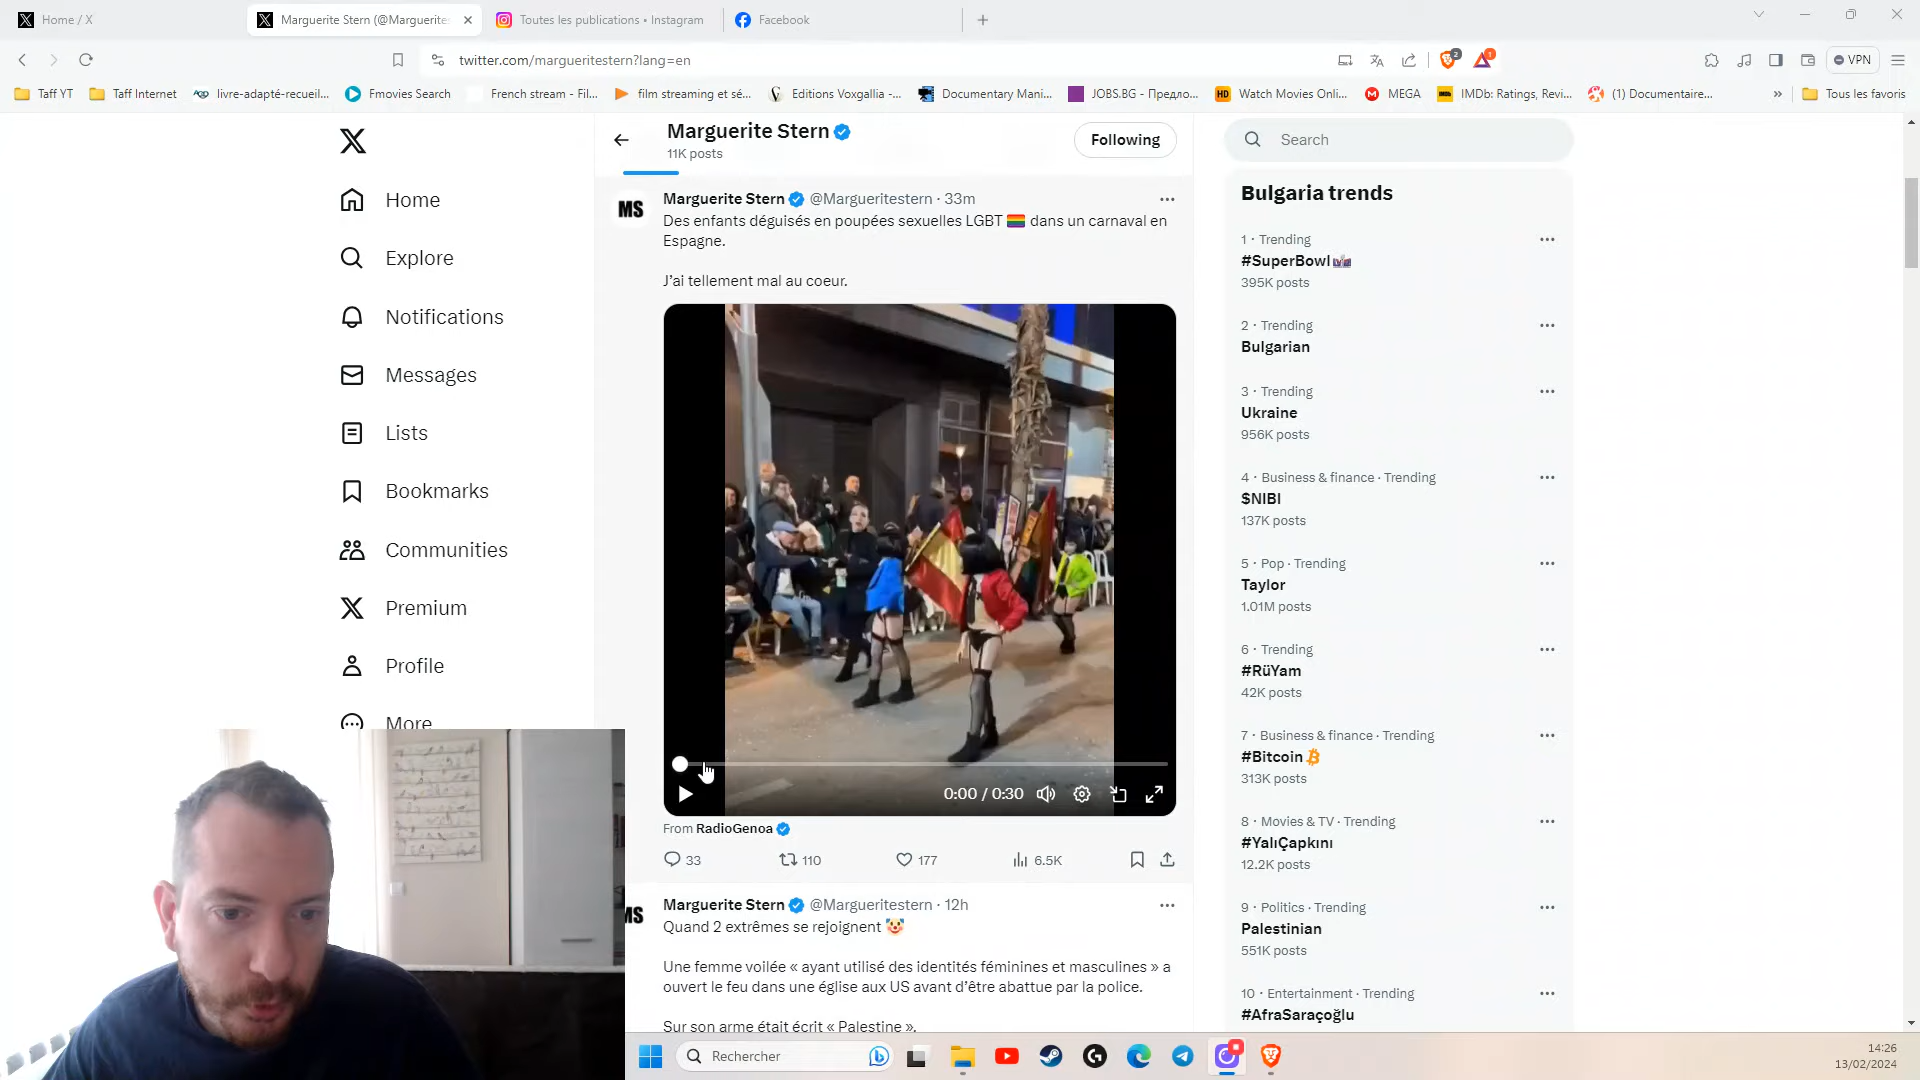 Home / X
Marguerite Stern (@Marguerite
Toutes les publications • Instagram
Facebook
twitter.com/margueritestern?lang=en
VPN
Taff YT
Taff Internet
livre-adapté-recueil...
Fmovies Search
French stream - Fil...
film streaming et sé...
Editions Voxgallia -...
Documentary Mani...
JOBS.BG - Предло...
Watch Movies Onli...
MEGA
IMDb: Ratings, Revi...
(1) Documentaire...
»
Tous les favoris
Home
Explore
Notifications
Messages
Lists
Bookmarks
Communities
Premium
Profile
More
Marguerite Stern
11K posts
Following
MS
Marguerite Stern @Margueritestern · 33m
Des enfants déguisés en poupées sexuelles LGBT 🏳️‍🌈 dans un carnaval en
Espagne.
J'ai tellement mal au coeur.
0:00 / 0:30
From RadioGenoa
33
110
177
6.5K
MS
Marguerite Stern @Margueritestern · 12h
Quand 2 extrêmes se rejoignent 🤡
Une femme voilée « ayant utilisé des identités féminines et masculines » a
ouvert le feu dans une église aux US avant d'être abattue par la police.
Sur son arme était écrit « Palestine ».
Search
Bulgaria trends
1 · Trending
#SuperBowl
395K posts
2 · Trending
Bulgarian
3 · Trending
Ukraine
956K posts
4 · Business & finance · Trending
$NIBI
137K posts
5 · Pop · Trending
Taylor
1.01M posts
6 · Trending
#RüYam
42K posts
7 · Business & finance · Trending
#Bitcoin
313K posts
8 · Movies & TV · Trending
#YalıÇapkını
12.2K posts
9 · Politics · Trending
Palestinian
551K posts
10 · Entertainment · Trending
#AfraSaraçoğlu
Rechercher
14:26
13/02/2024